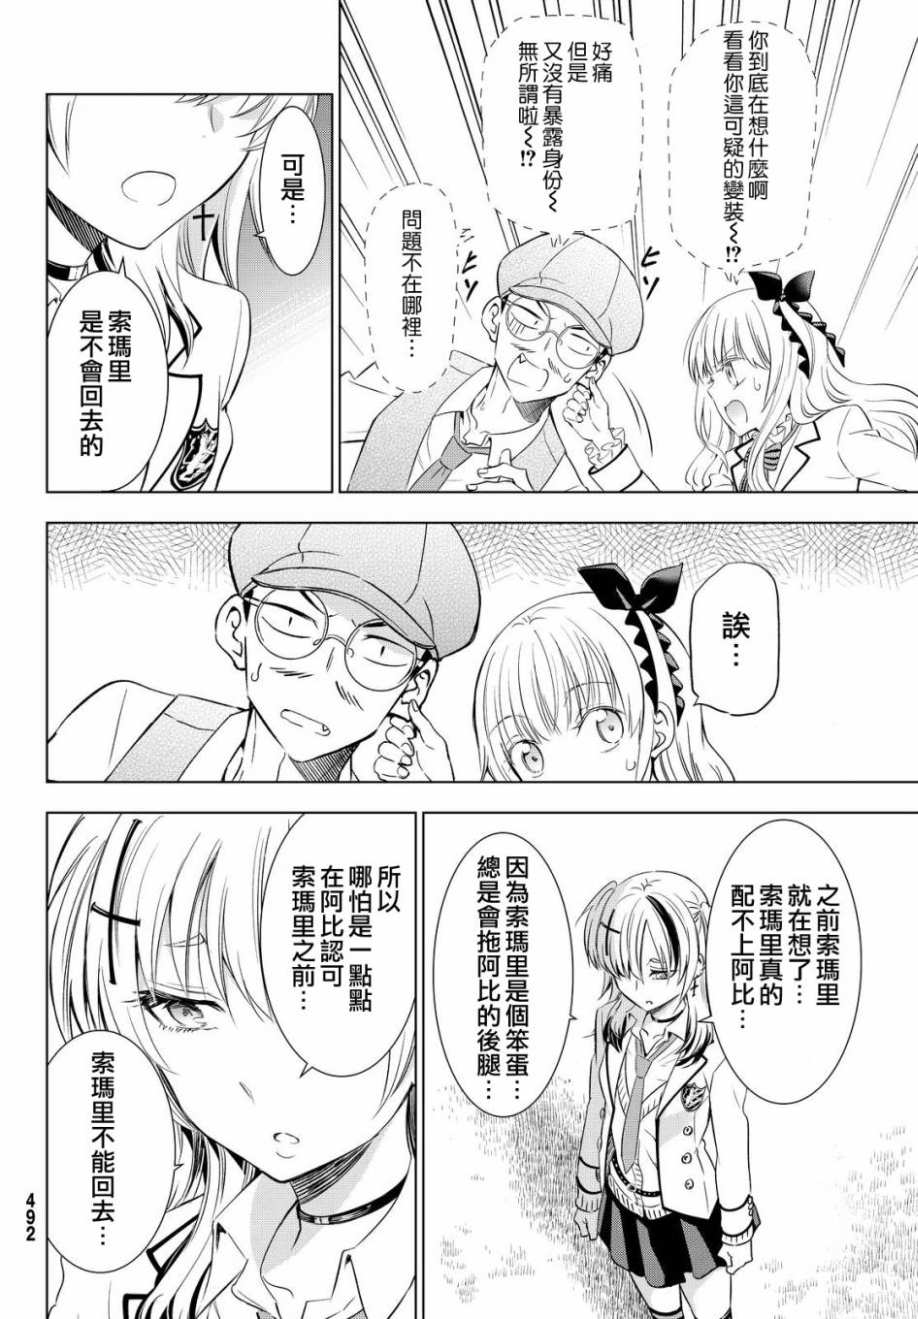 你到底在想什麼啊
看看你這可疑的變裝～!?
好痛
但是
又沒有暴露身份～
無所謂啦～!?
問題不在哪裡…
ヒソ
ヒソ
可是…
索瑪里
是不會回去的
誒…
之前索瑪里
就在想了…
索瑪里真的
配不上阿比…
因為索瑪里是個笨蛋…
總是會拖阿比的後腿…
所以
哪怕是一點點
在阿比認可
索瑪里之前…
索瑪里不能回去…
492